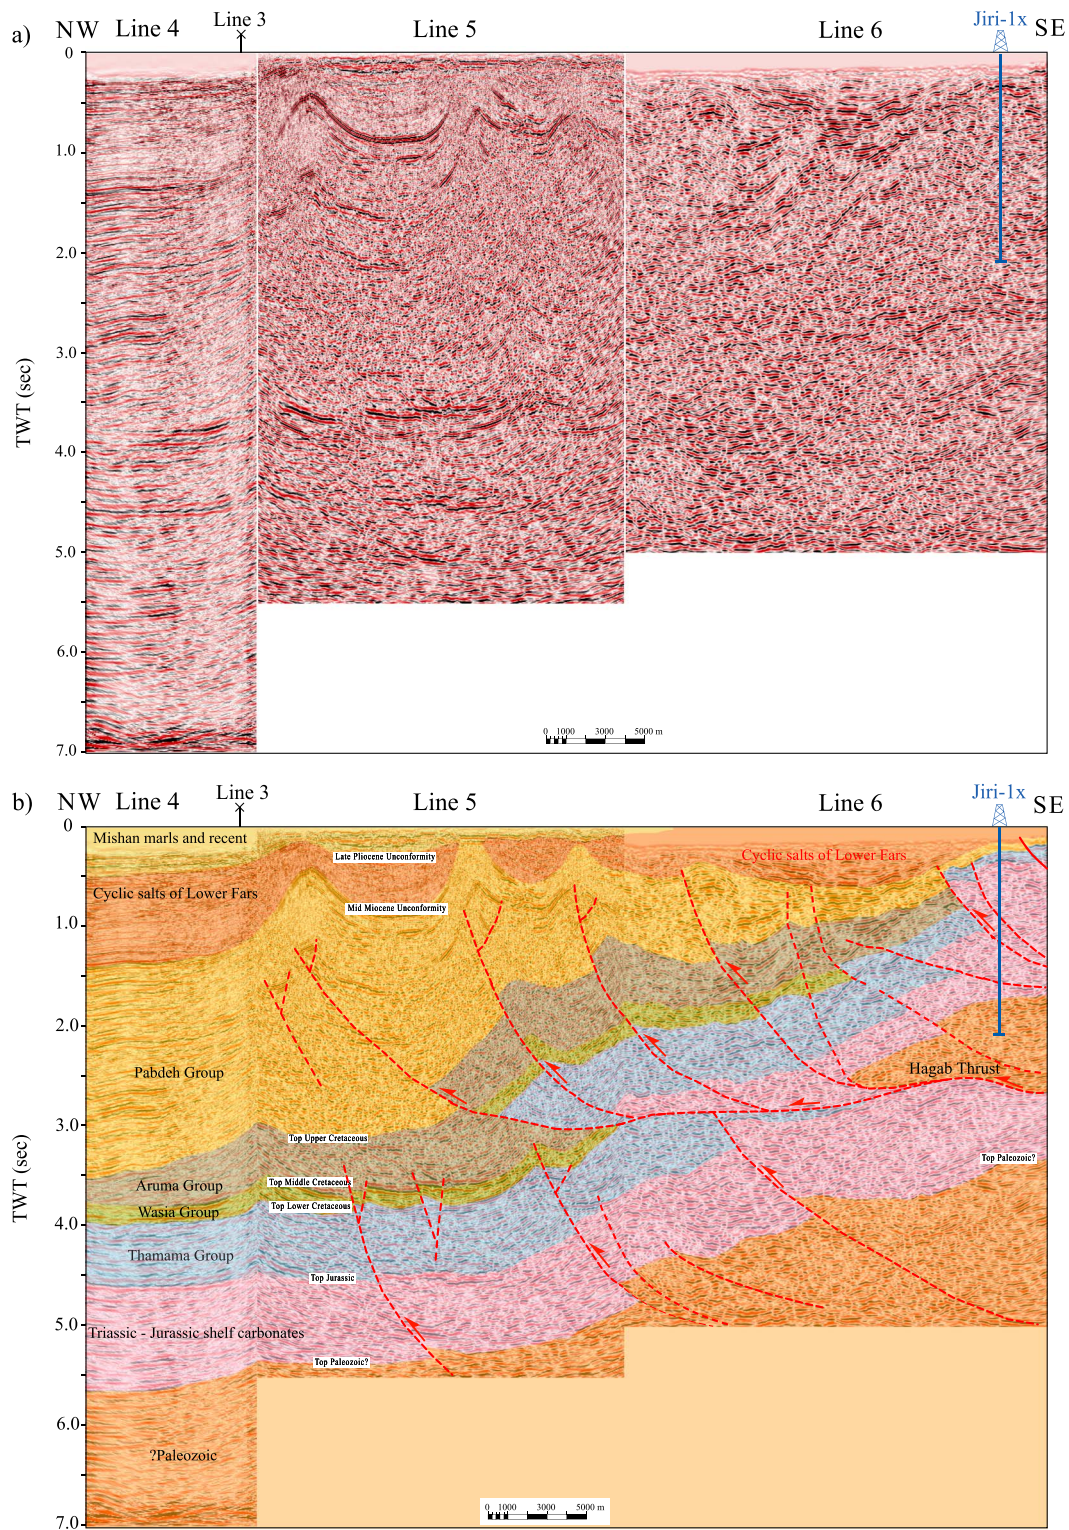 a)
NW Line 4 Line 3 Line 5 Line 6 Jiri-1x SE
0
1.0
2.0
3.0
4.0
5.0
6.0
7.0
TWT (sec)
0 1000 3000 5000 m
b)
NW Line 4 Line 3 Line 5 Line 6 Jiri-1x SE
0
1.0
2.0
3.0
4.0
5.0
6.0
7.0
TWT (sec)
Mishan marls and recent
Late Pliocene Unconformity
Cyclic salts of Lower Fars
Cyclic salts of Lower Fars
Mid Miocene Unconformity
Pabdeh Group
Hagab Thrust
Top Upper Cretaceous
Top Paleozoic?
Aruma Group
Top Middle Cretaceous
Wasia Group
Top Lower Cretaceous
Thamama Group
Top Jurassic
Triassic - Jurassic shelf carbonates
Top Paleozoic?
?Paleozoic
0 1000 3000 5000 m